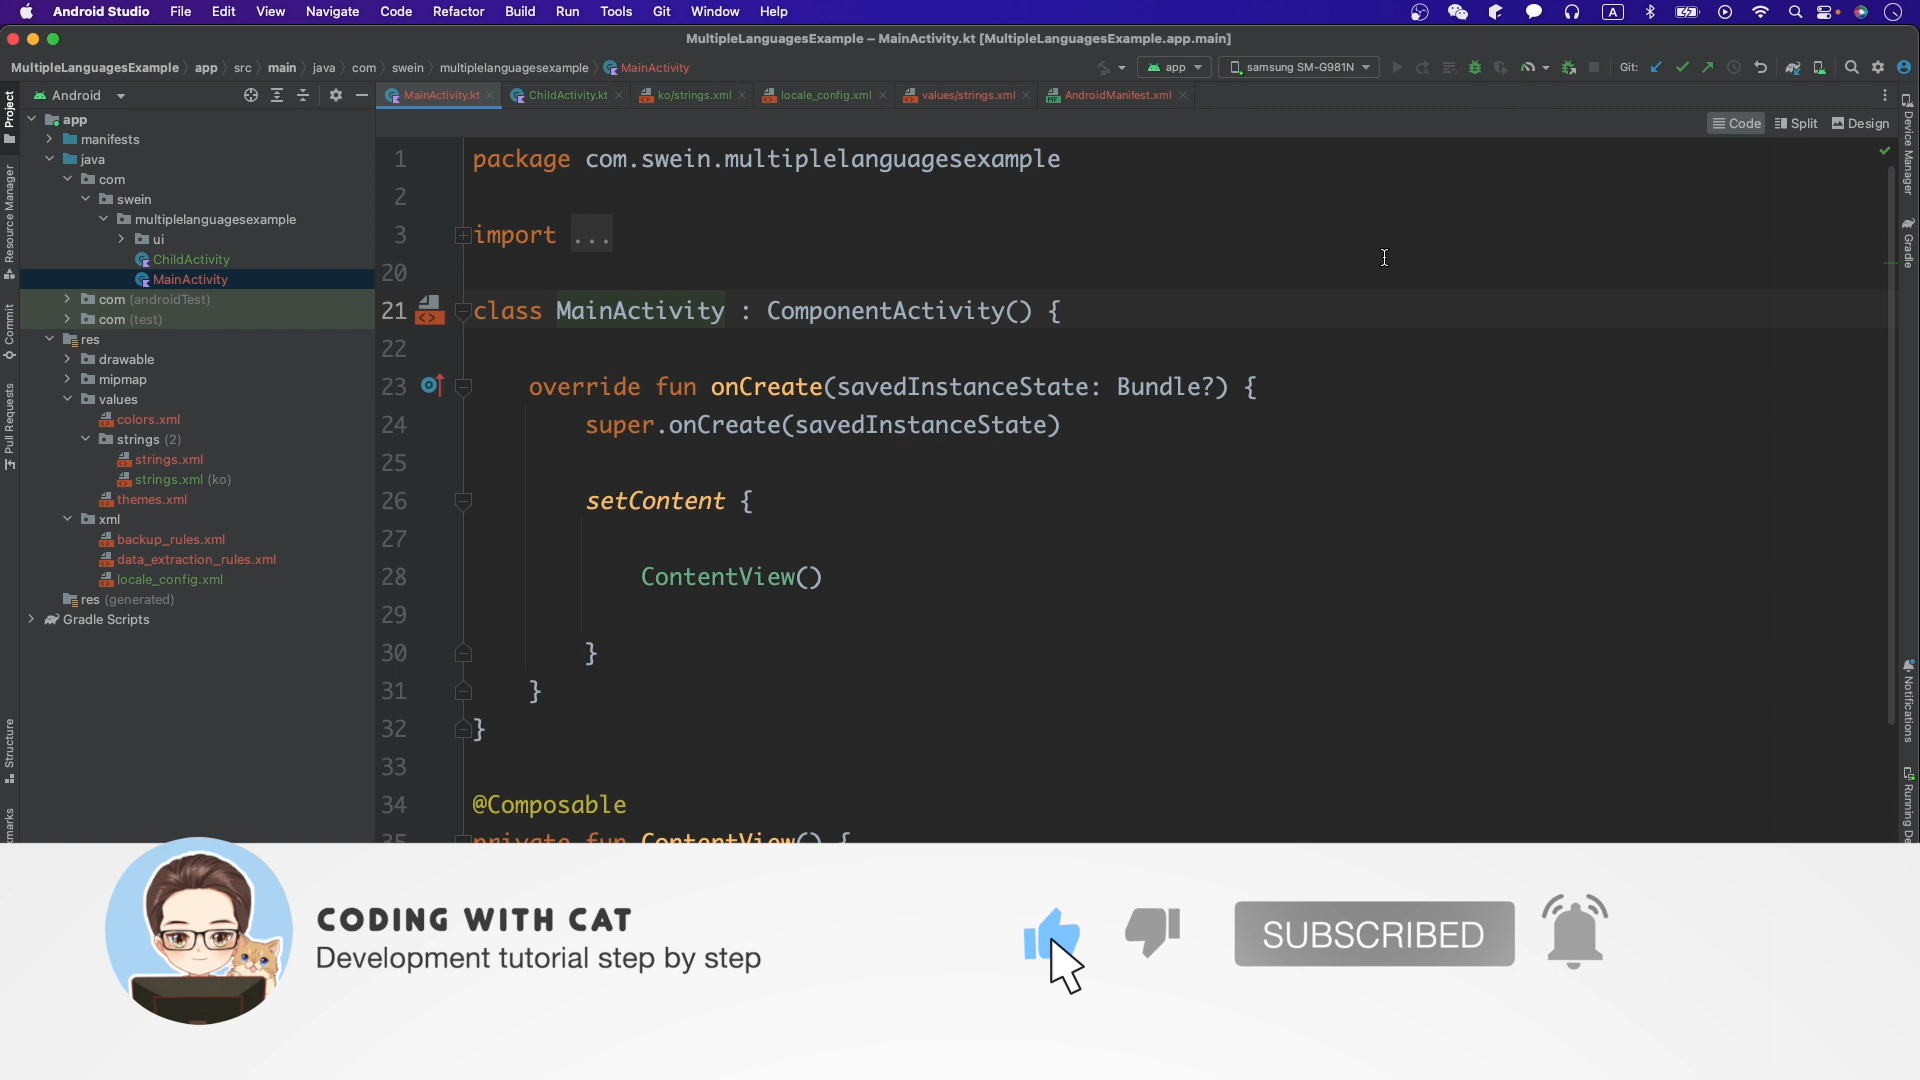 Android Studio File Edit View Navigate Code Refactor Build Run Tools Git Window Help A
MultipleLanguagesExample – MainActivity.kt [MultipleLanguagesExample.app.main]
MultipleLanguagesExample app src main java com swein multiplelanguagesexample MainActivity app samsung SM-G981N Git:
Project
Resource Manager
Commit
Pull Requests
Structure
Android
app
manifests
java
com
swein
multiplelanguagesexample
ui
ChildActivity
MainActivity
com (androidTest)
com (test)
res
drawable
mipmap
values
colors.xml
strings (2)
strings.xml
strings.xml (ko)
themes.xml
xml
backup_rules.xml
data_extraction_rules.xml
locale_config.xml
res (generated)
Gradle Scripts
MainActivity.kt ChildActivity.kt ko/strings.xml locale_config.xml values/strings.xml AndroidManifest.xml
Code Split Design
1 package com.swein.multiplelanguagesexample
2
3 import ...
20
21 class MainActivity : ComponentActivity() {
22
23 override fun onCreate(savedInstanceState: Bundle?) {
24 super.onCreate(savedInstanceState)
25
26 setContent {
27
28 ContentView()
29
30 }
31 }
32 }
33
34 @Composable
35 private fun ContentView() {
Device Manager
Gradle
Notifications
CODING WITH CAT
Development tutorial step by step
SUBSCRIBED